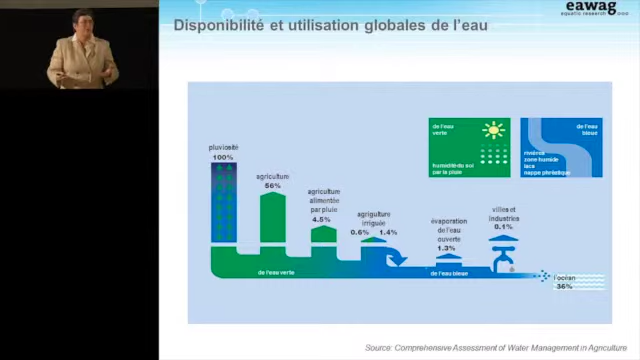 eawag
aquatic research
Disponibilité et utilisation globales de l'eau
pluviosité
100%
agriculture
56%
agriculture
alimentée
par pluie
4.5%
agrigulture
irriguée
0.6% 1.4%
évaporation
de l'eau
ouverte
1.3%
villes et
industries
0.1%
de l'eau
verte
humidité du sol
par la pluie
de l'eau
bleue
rivières
zone humide
lacs
nappe phréatique
de l'eau verte
de l'eau bleue
l'océan
36%
Source: Comprehensive Assessment of Water Management in Agriculture